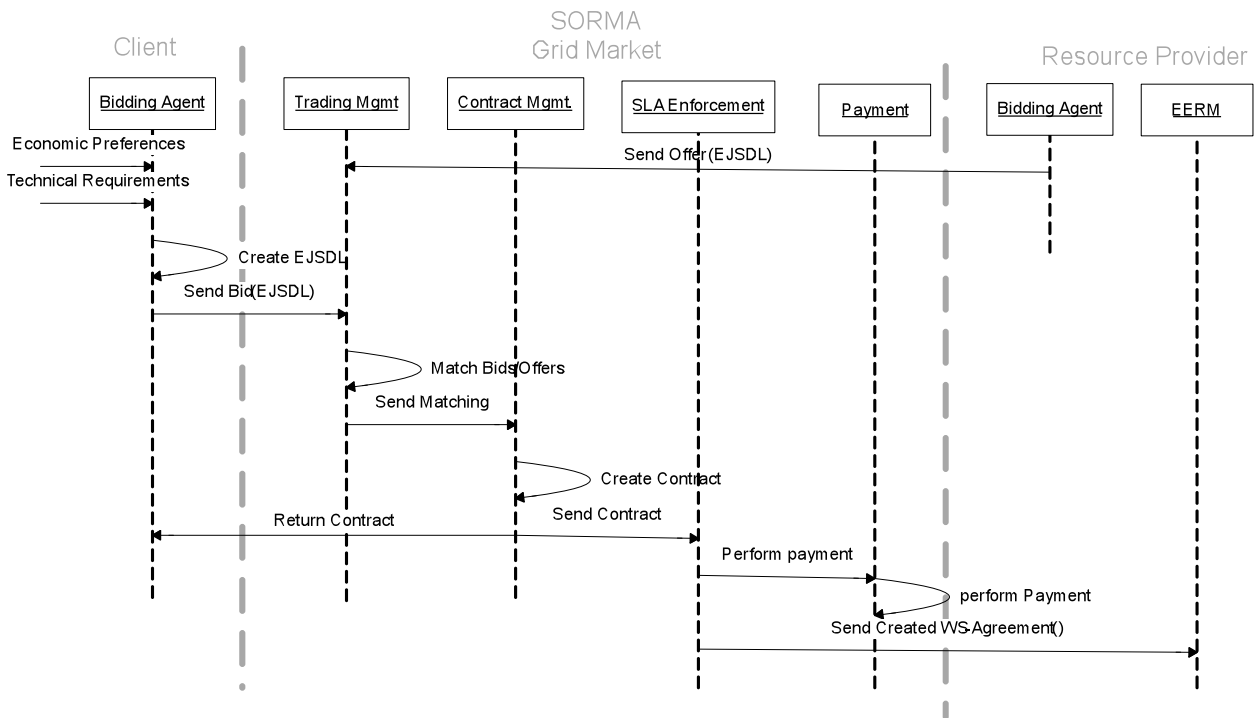 SORMA
Grid Market
Client
Resource Provider
Bidding Agent
Trading Mgmt
Contract Mgmt.
SLA Enforcement
Payment
Bidding Agent
EERM
Economic Preferences
Send Offer(EJSDL)
Technical Requirements
Create EJSDL
Send Bid(EJSDL)
Match Bids/Offers
Send Matching
Create Contract
Send Contract
Return Contract
Perform payment
perform Payment
Send Created WS-Agreement()